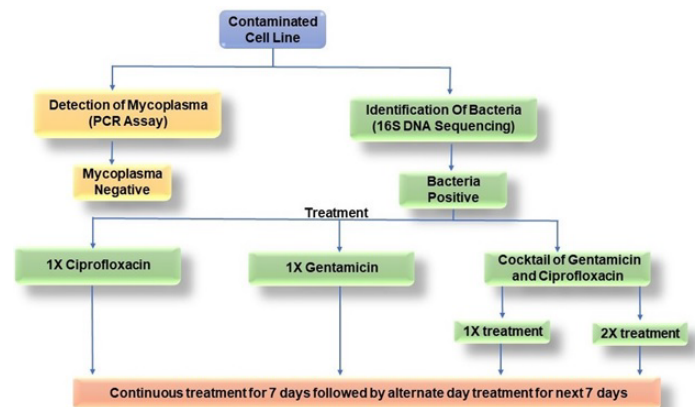 Contaminated
Cell Line
Detection of Mycoplasma
(PCR Assay)
Identification Of Bacteria
(16S DNA Sequencing)
Mycoplasma
Negative
Bacteria
Positive
Treatment
1X Ciprofloxacin
1X Gentamicin
Cocktail of Gentamicin
and Ciprofloxacin
1X treatment
2X treatment
Continuous treatment for 7 days followed by alternate day treatment for next 7 days